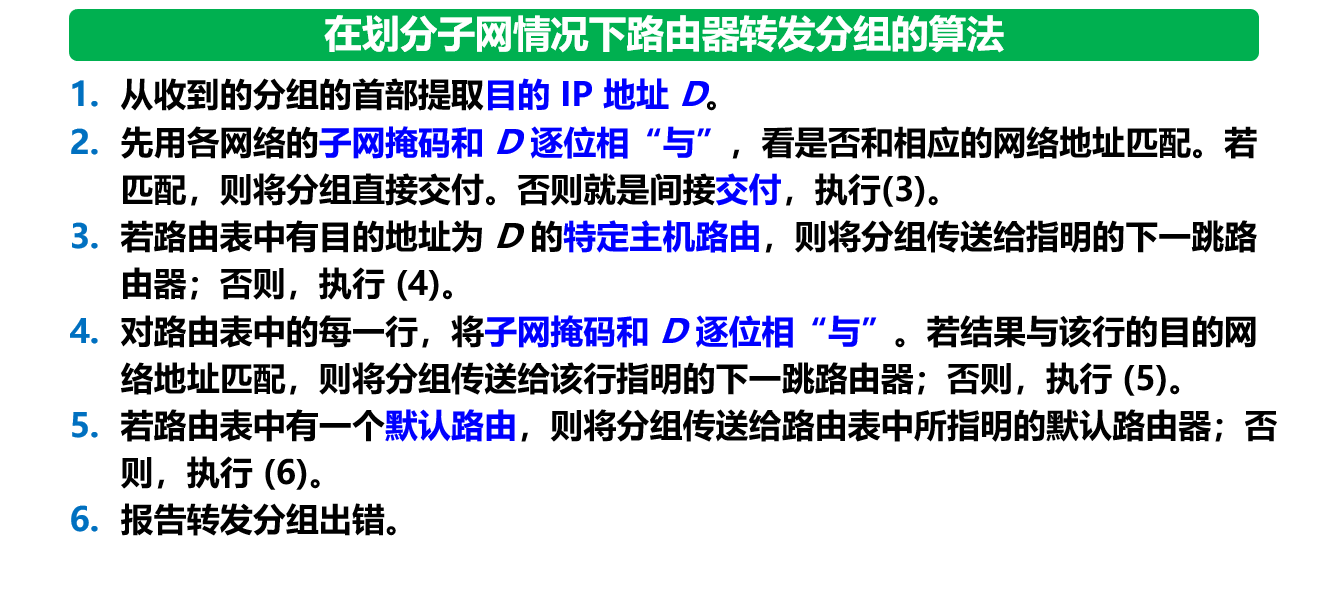 在划分子网情况下路由器转发分组的算法
1. 从收到的分组的首部提取目的 IP 地址 D。
2. 先用各网络的子网掩码和 D 逐位相“与”，看是否和相应的网络地址匹配。若
匹配，则将分组直接交付。否则就是间接交付，执行(3)。
3. 若路由表中有目的地址为 D 的特定主机路由，则将分组传送给指明的下一跳路
由器；否则，执行 (4)。
4. 对路由表中的每一行，将子网掩码和 D 逐位相“与”。若结果与该行的目的网
络地址匹配，则将分组传送给该行指明的下一跳路由器；否则，执行 (5)。
5. 若路由表中有一个默认路由，则将分组传送给路由表中所指明的默认路由器；否
则，执行 (6)。
6. 报告转发分组出错。